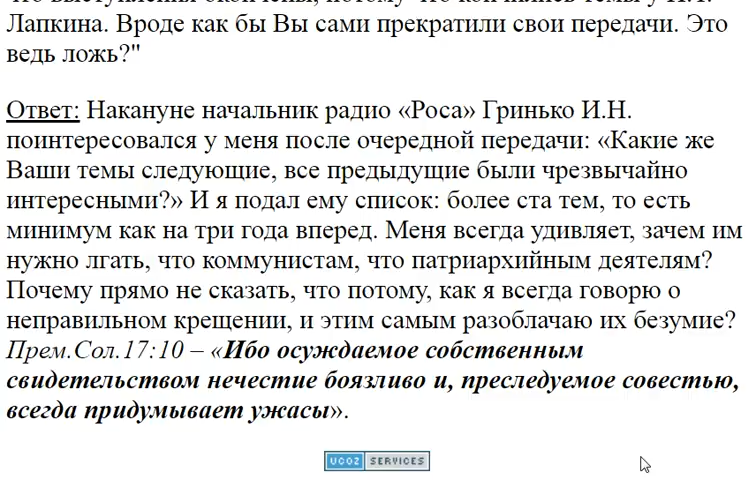 Лапкина. Вроде как бы Вы сами прекратили свои передачи. Это
ведь ложь?"
Ответ: Накануне начальник радио «Роса» Гринько И.Н.
поинтересовался у меня после очередной передачи: «Какие же
Ваши темы следующие, все предыдущие были чрезвычайно
интересными?» И я подал ему список: более ста тем, то есть
минимум как на три года вперед. Меня всегда удивляет, зачем им
нужно лгать, что коммунистам, что патриархийным деятелям?
Почему прямо не сказать, что потому, как я всегда говорю о
неправильном крещении, и этим самым разоблачаю их безумие?
Прем.Сол.17:10 – «Ибо осуждаемое собственным
свидетельством нечестие боязливо и, преследуемое совестью,
всегда придумывает ужасы».
UCOZ SERVICES